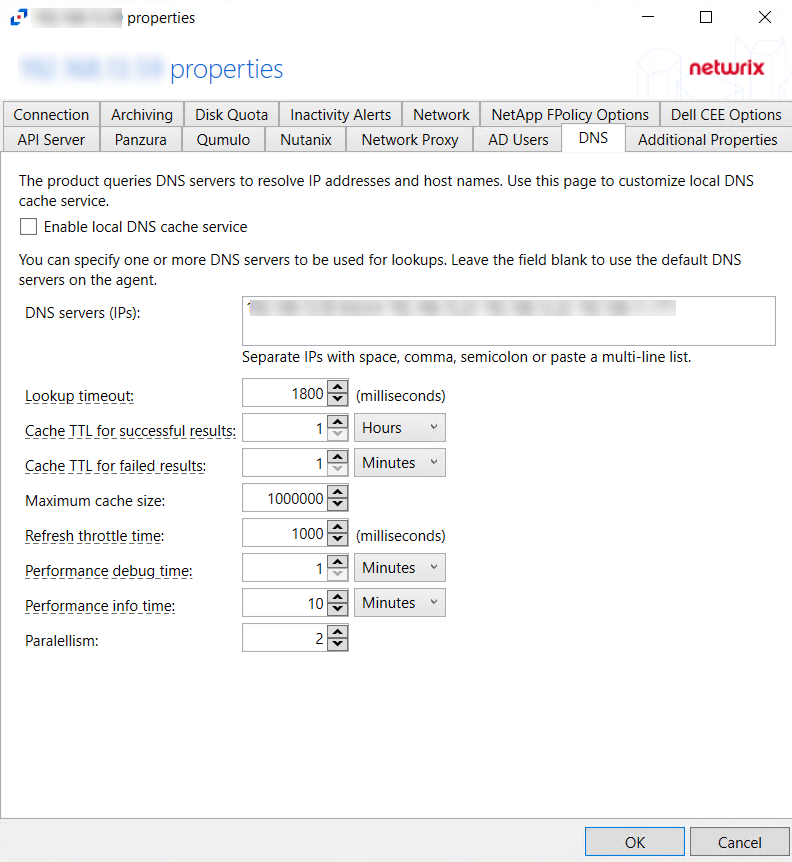 properties
properties
netwrix
Connection Archiving Disk Quota Inactivity Alerts Network NetApp FPolicy Options Dell CEE Options
API Server Panzura Qumulo Nutanix Network Proxy AD Users DNS Additional Properties
The product queries DNS servers to resolve IP addresses and host names. Use this page to customize local DNS
cache service.
Enable local DNS cache service
You can specify one or more DNS servers to be used for lookups. Leave the field blank to use the default DNS
servers on the agent.
DNS servers (IPs):
Separate IPs with space, comma, semicolon or paste a multi-line list.
Lookup timeout: 1800 (milliseconds)
Cache TTL for successful results: 1 Hours
Cache TTL for failed results: 1 Minutes
Maximum cache size: 1000000
Refresh throttle time: 1000 (milliseconds)
Performance debug time: 1 Minutes
Performance info time: 10 Minutes
Paralellism: 2
OK Cancel